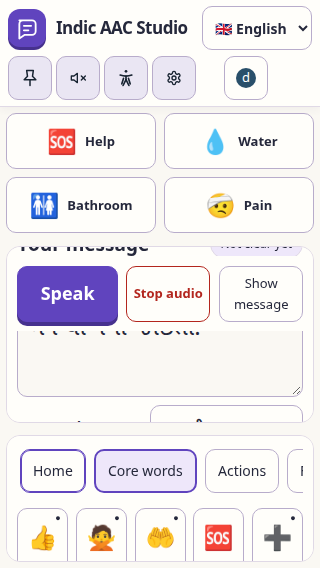 Indic AAC Studio
🇬🇧 English
d
🆘 Help
Water
Bathroom
Pain
Your message
Speak
Stop audio
Show
message
Home
Core words
Actions
🆘